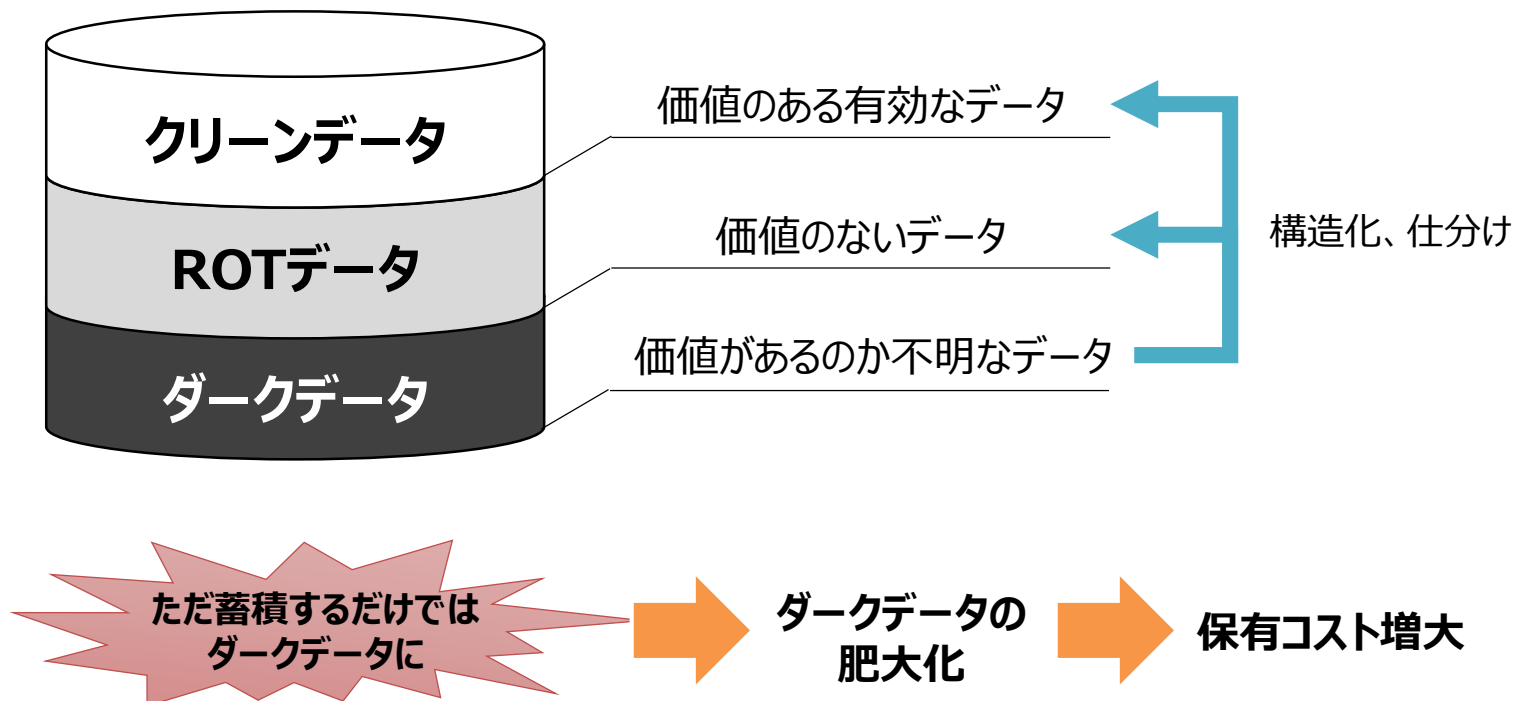 クリーンデータ
価値のある有効なデータ
ROTデータ
価値のないデータ
構造化、仕分け
ダークデータ
価値があるのか不明なデータ
ただ蓄積するだけでは
ダークデータに
ダークデータの
肥大化
保有コスト増大